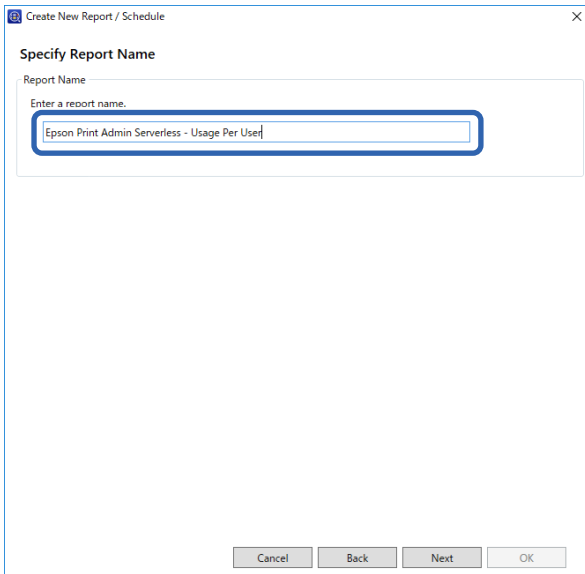 Create New Report / Schedule
Specify Report Name
Report Name
Enter a report name.
Epson Print Admin Serverless - Usage Per User
Cancel Back Next OK